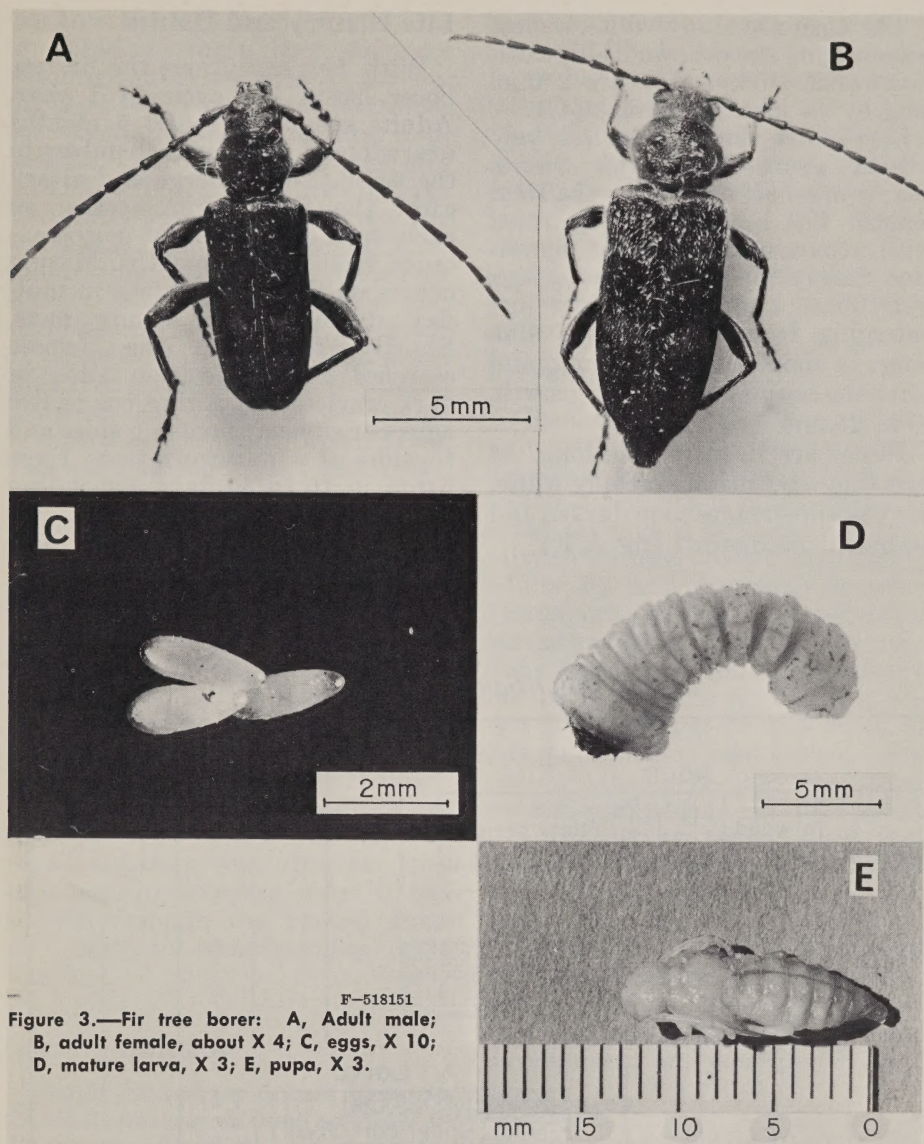 A
B
5mm
C
D
2mm
5mm
E
F–518151
Figure 3.—Fir tree borer: A, Adult male;
B, adult female, about X 4; C, eggs, X 10;
D, mature larva, X 3; E, pupa, X 3.
mm 15 10 5 0